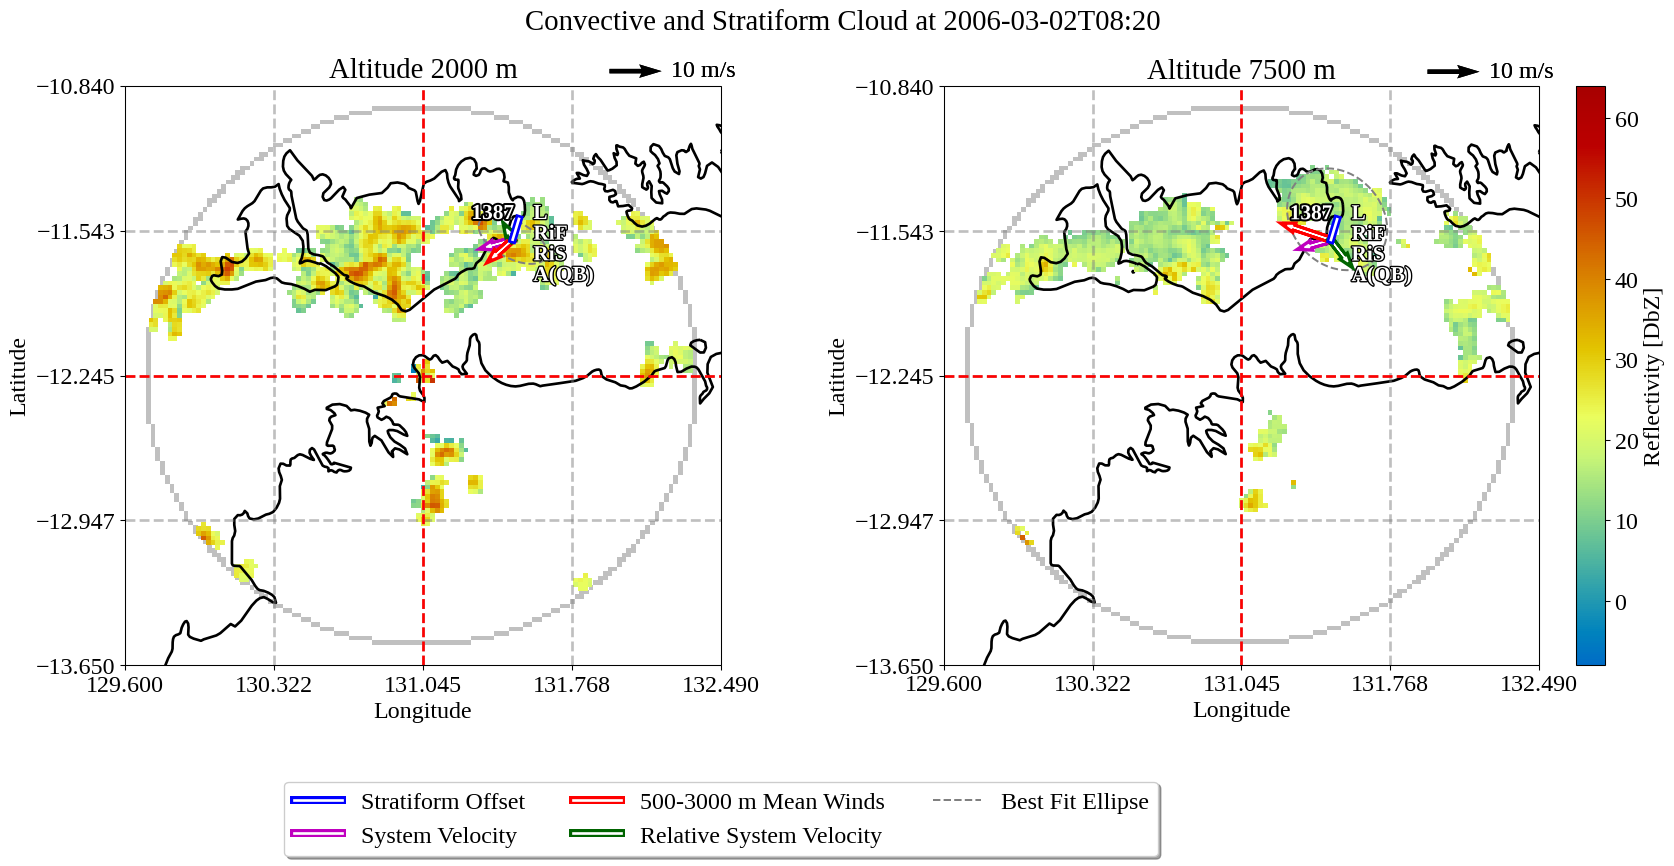 Convective and Stratiform Cloud at 2006-03-02T08:20
Altitude 2000 m
10 m/s
−10.840
−11.543
−12.245
−12.947
−13.650
129.600
130.322
131.045
131.768
132.490
Latitude
Longitude
1387
L
RiF
RiS
A(QB)
Altitude 7500 m
10 m/s
−10.840
−11.543
−12.245
−12.947
−13.650
129.600
130.322
131.045
131.768
132.490
Latitude
Longitude
1387
L
RiF
RiS
A(QB)
60
50
40
30
20
10
0
Reflectivity [DbZ]
Stratiform Offset
System Velocity
500-3000 m Mean Winds
Relative System Velocity
Best Fit Ellipse